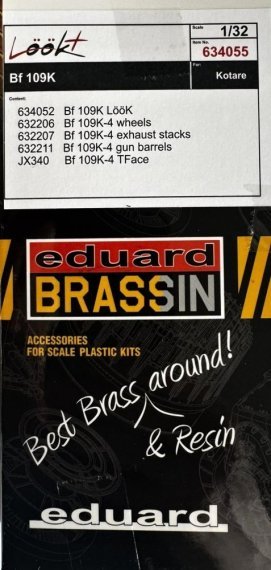 LööK+
Scale
1/32
Item No.
634055
Bf 109K
For:
Kotare
Content:
634052 Bf 109K LööK
632206 Bf 109K-4 wheels
632207 Bf 109K-4 exhaust stacks
632211 Bf 109K-4 gun barrels
JX340 Bf 109K-4 TFace
eduard
BRASSIN
ACCESSORIES
FOR SCALE PLASTIC KITS
Best Brass around!
& Resin
eduard